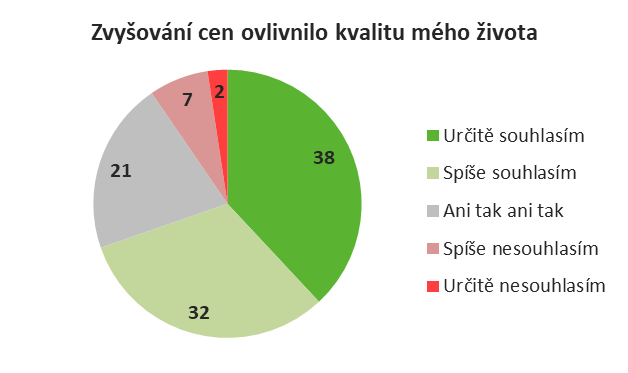 Zvyšování cen ovlivnilo kvalitu mého života
38
32
21
7
2
Určitě souhlasím
Spíše souhlasím
Ani tak ani tak
Spíše nesouhlasím
Určitě nesouhlasím